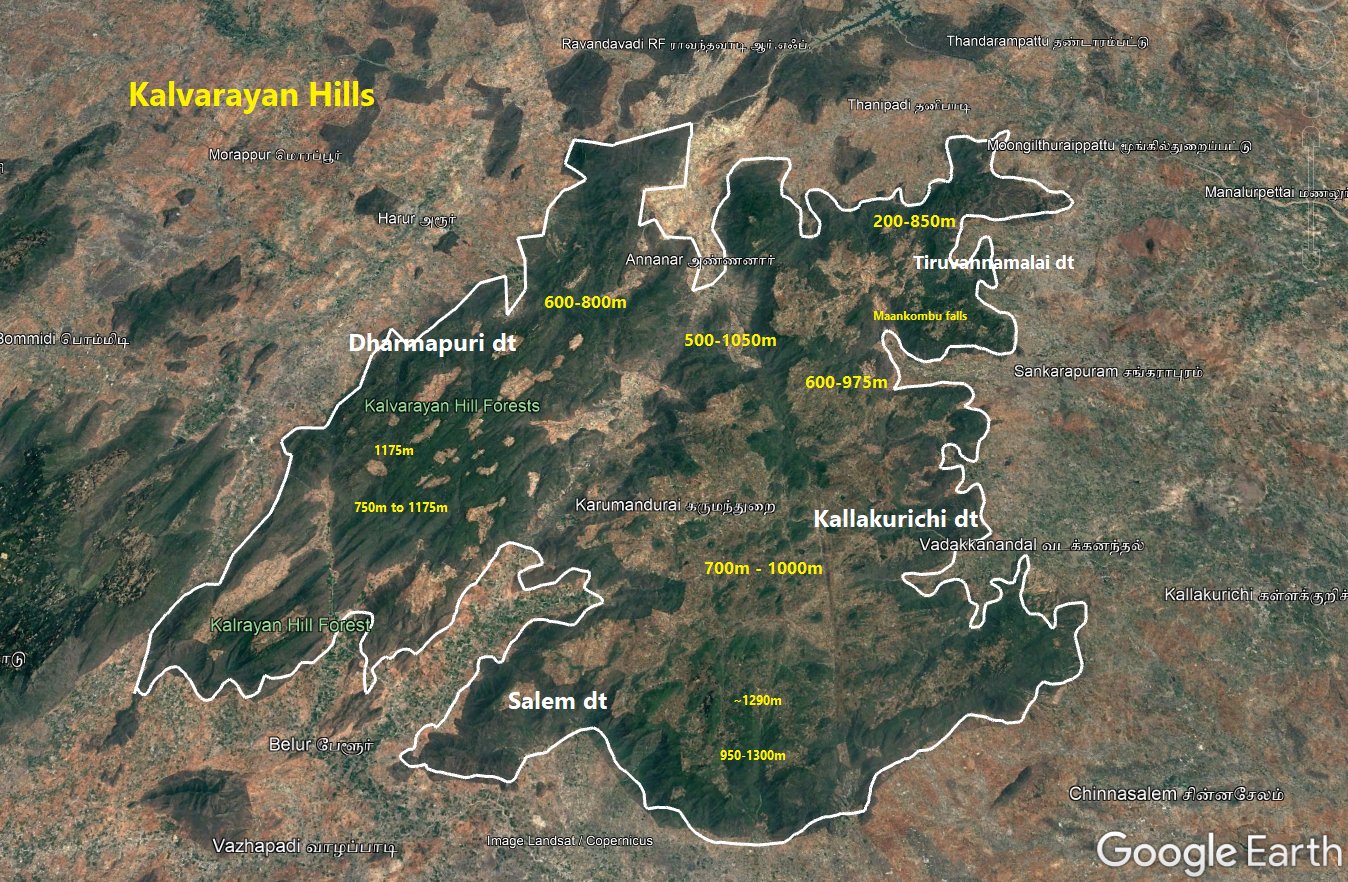 Ravandavadi RF ராவந்தவாடி ஆர்.எஃப்.
Thandarampattu தண்டாரம்பட்டு
Kalvarayan Hills
Thanipadi தனிபாடி
Morappur மொரப்பூர்
Moongilthuraippattu மூங்கில்துறைப்பட்டு
Manalurpettai
Harur அரூர்
200-850m
Annanar அண்ணனார்
Tiruvannamalai dt
600-800m
Maankombu falls
Bommidi பொம்மிடி
Dharmapuri dt
500-1050m
Sankarapuram சங்கராபுரம்
600-975m
Kalvarayan Hill Forests
1175m
750m to 1175m
Karumandurai கருமந்துறை
Kallakurichi dt
Vadakkanandal வடக்கனந்தல்
700m - 1000m
Kallakurichi கள்ளக்குறிச்
Kalrayan Hill Forest
Salem dt
~1290m
Belur பேளூர்
950-1300m
Chinnasalem சின்னசேலம்
Vazhapadi வாழப்பாடி
Image Landsat / Copernicus
Google Earth